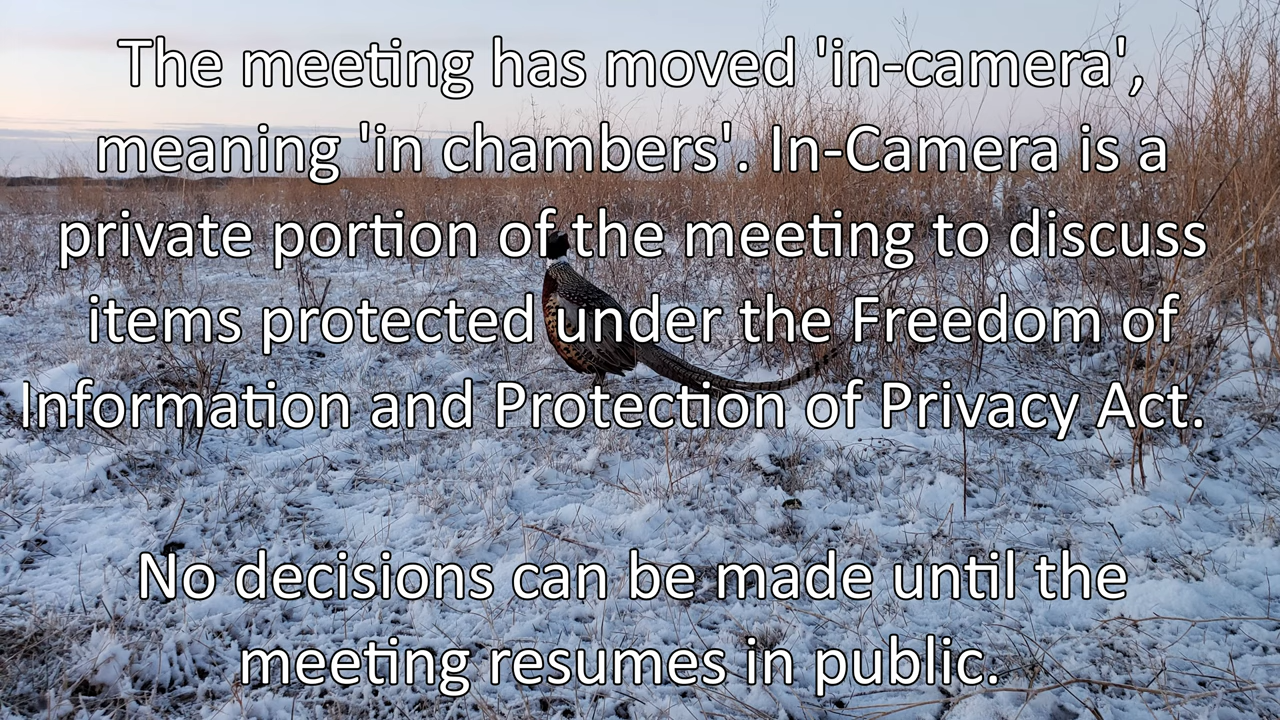 The meeting has moved 'in-camera',
meaning 'in chambers'. In-Camera is a
private portion of the meeting to discuss
items protected under the Freedom of
Information and Protection of Privacy Act.
No decisions can be made until the
meeting resumes in public.